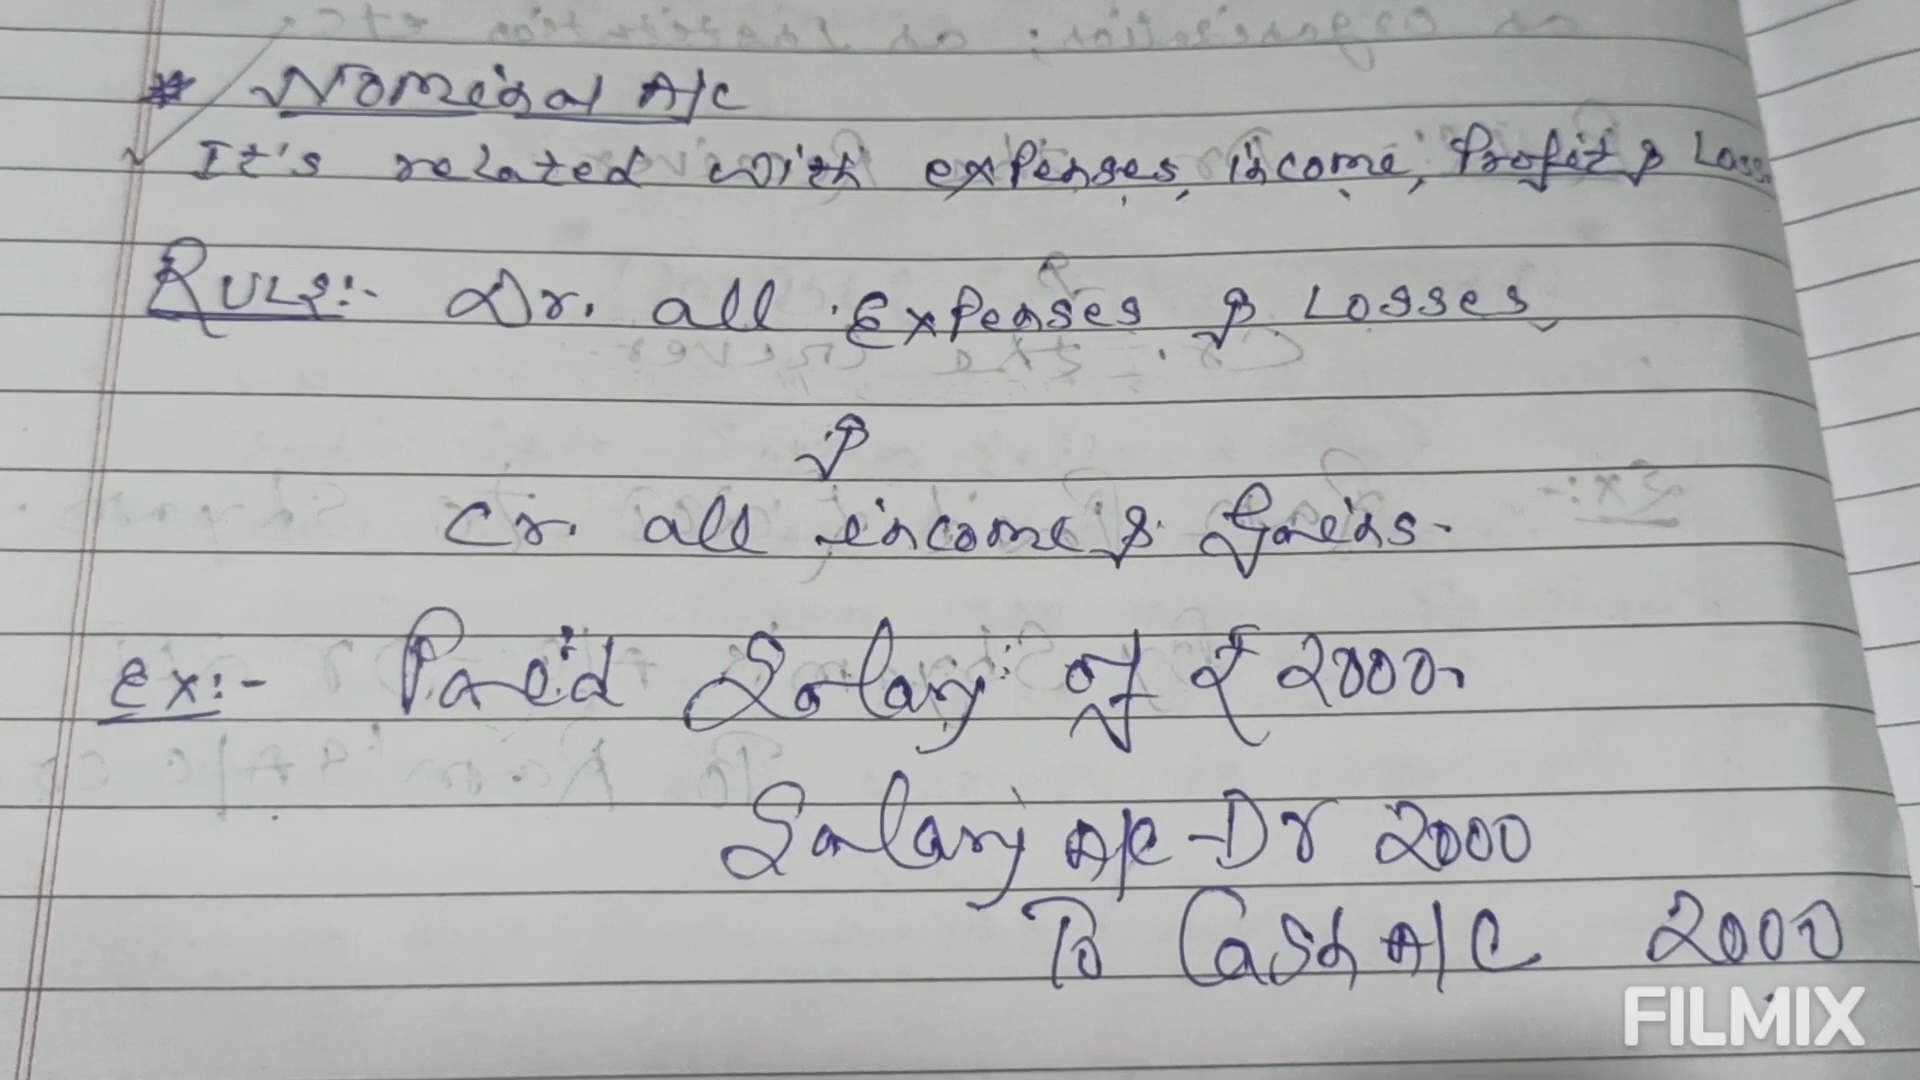 * Nominal A/c
✓ It's related with expenses, income, Profit & Loss.
Rule:- Dr. all Expenses & Losses
&
Cr. all income & Gains.
Ex:- Paid Salary of ₹ 2000
Salary A/c - Dr 2000
To Cash A/C 2000
FILMIX